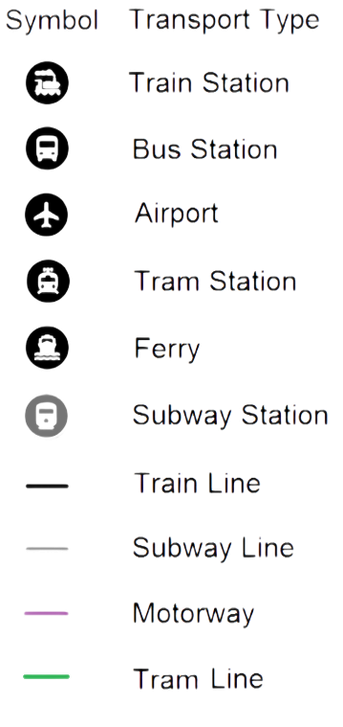 Symbol Transport Type
Train Station
Bus Station
Airport
Tram Station
Ferry
Subway Station
Train Line
Subway Line
Motorway
Tram Line